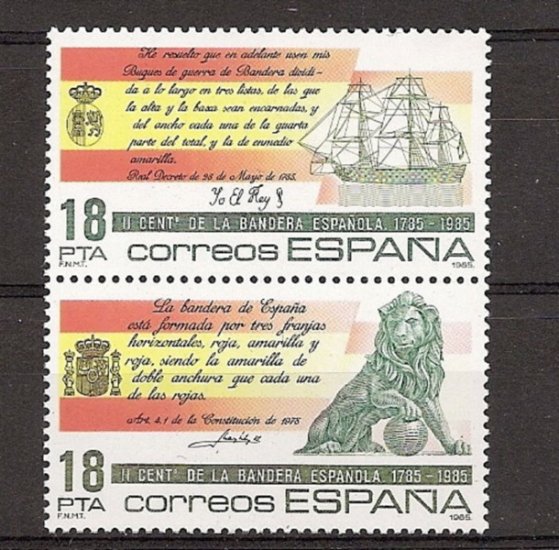 He resuelto que en adelante usen mis
Buques de guerra de Bandera dividi-
da a lo largo en tres listas, de las que
la alta y la baxa sean encarnadas, y
del ancho cada una de la quarta
parte del total, y la de enmedio
amarilla.
Real Decreto de 28 de Mayo de 1785.
Yo El Rey
18
PTA
F.N.M.T.
II CENTº DE LA BANDERA ESPAÑOLA. 1785-1985
correos ESPAÑA
1985.
La bandera de España
está formada por tres franjas
horizontales, roja, amarilla y
roja, siendo la amarilla de
doble anchura que cada una
de las rojas.
Art. 4.1 de la Constitución de 1978
18
PTA
F.N.M.T.
II CENTº DE LA BANDERA ESPAÑOLA. 1785-1985
correos ESPAÑA
1985.